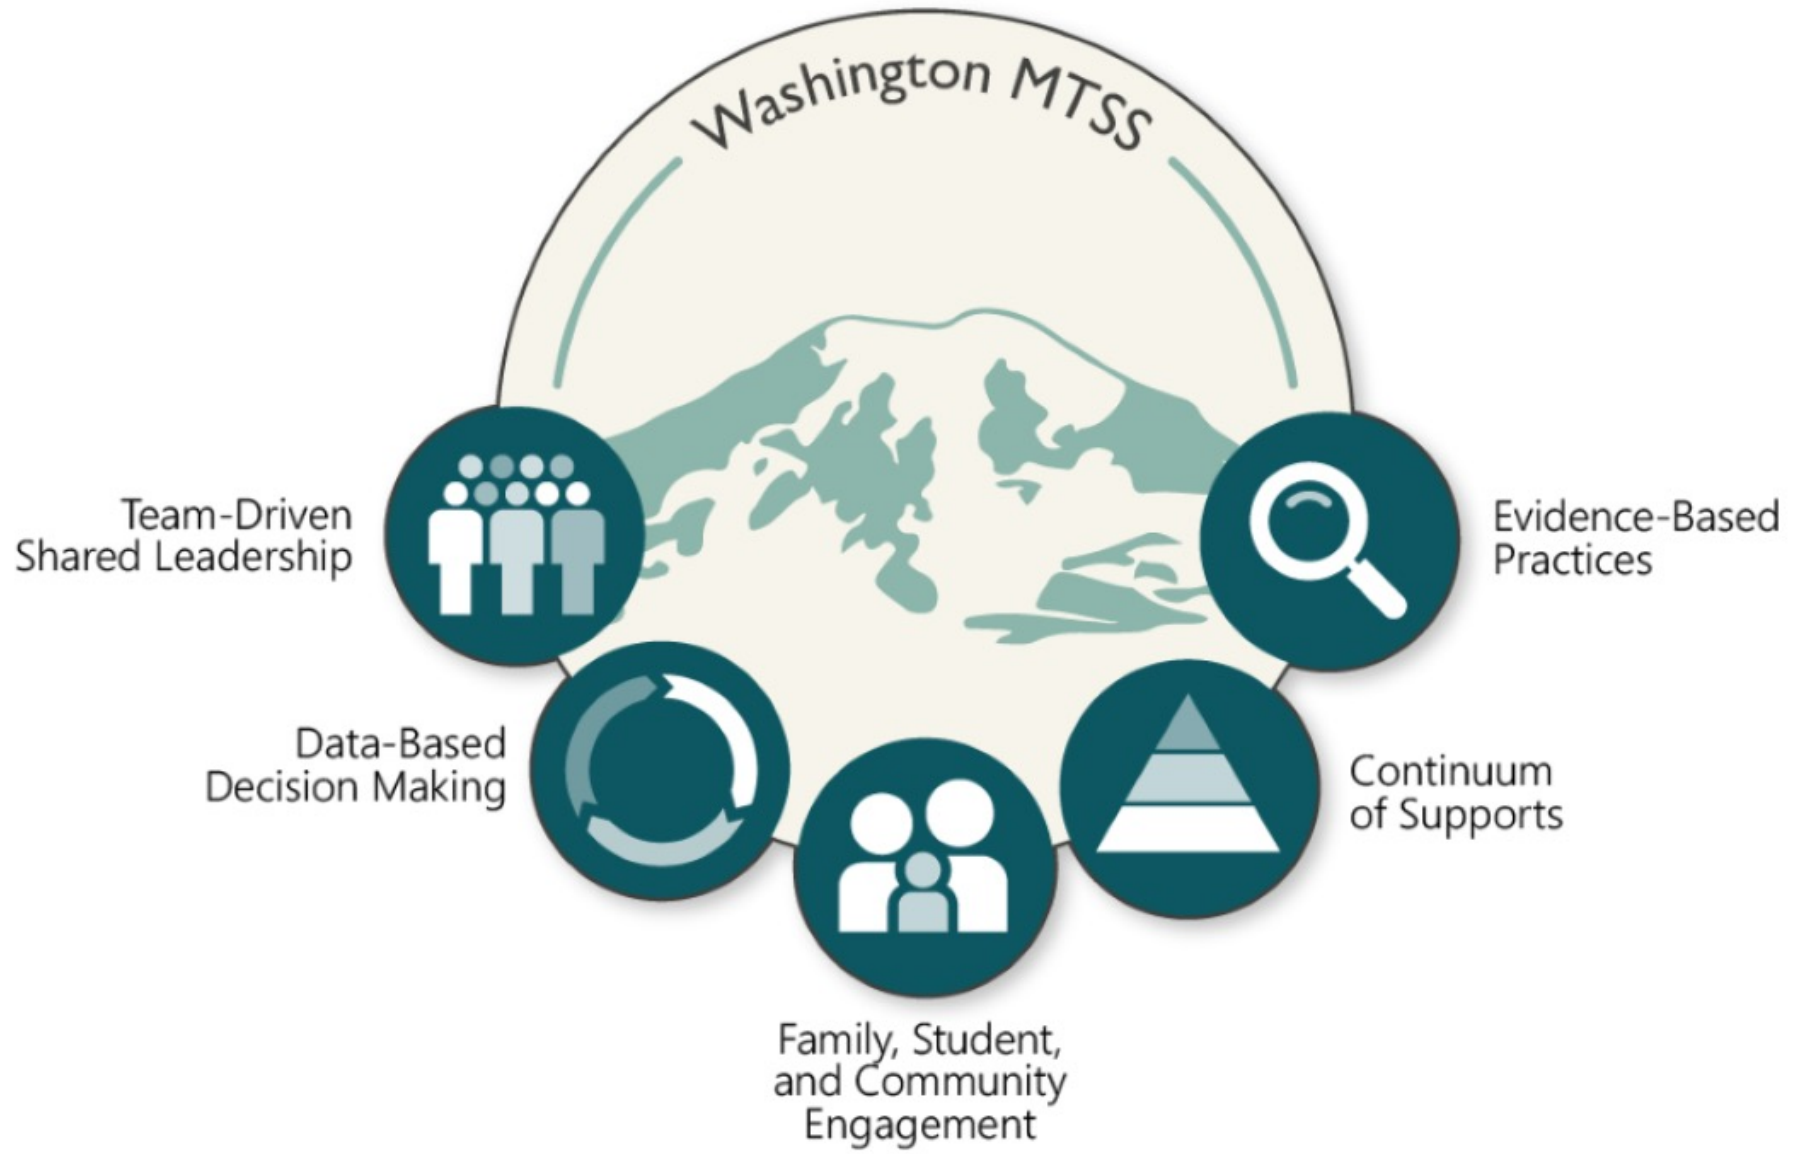 Washington MTSS
Team-Driven
Shared Leadership
Evidence-Based
Practices
Data-Based
Decision Making
Continuum
of Supports
Family, Student,
and Community
Engagement